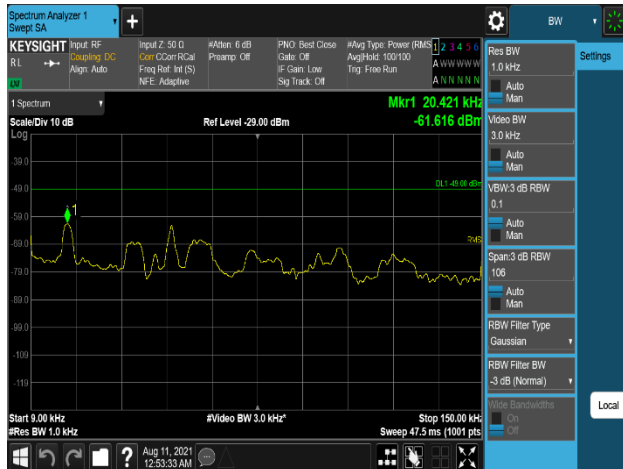 Spectrum Analyzer 1
Swept SA
KEYSIGHT
RL
Input: RF
Coupling: DC
Align: Auto
Input Z: 50 Ω
Corr CCorr RCal
Freq Ref: Int (S)
NFE: Adaptive
#Atten: 6 dB
Preamp: Off
PNO: Best Close
Gate: Off
IF Gain: Low
Sig Track: Off
#Avg Type: Power (RMS
Avg|Hold: 100/100
Trig: Free Run
1 2 3 4 5 6
A W W W W W
A N N N N N
1 Spectrum
Mkr1 20.421 kHz
Scale/Div 10 dB
Ref Level -29.00 dBm
-61.616 dBm
Log
-39.0
-49.0
DL1 -49.00 dBm
1
-59.0
-69.0
-79.0
-89.0
-99.0
-109
-119
Start 9.00 kHz
#Video BW 3.0 kHz*
Stop 150.00 kHz
#Res BW 1.0 kHz
Sweep 47.5 ms (1001 pts
?
Aug 11, 2021
12:53:33 AM
BW
Settings
Res BW
1.0 kHz
Auto
Man
Video BW
3.0 kHz
Auto
Man
VBW:3 dB RBW
0.1
Auto
Man
Span:3 dB RBW
106
Auto
Man
RBW Filter Type
Gaussian
RBW Filter BW
-3 dB (Normal)
Wide Bandwidths
On
Off
Local